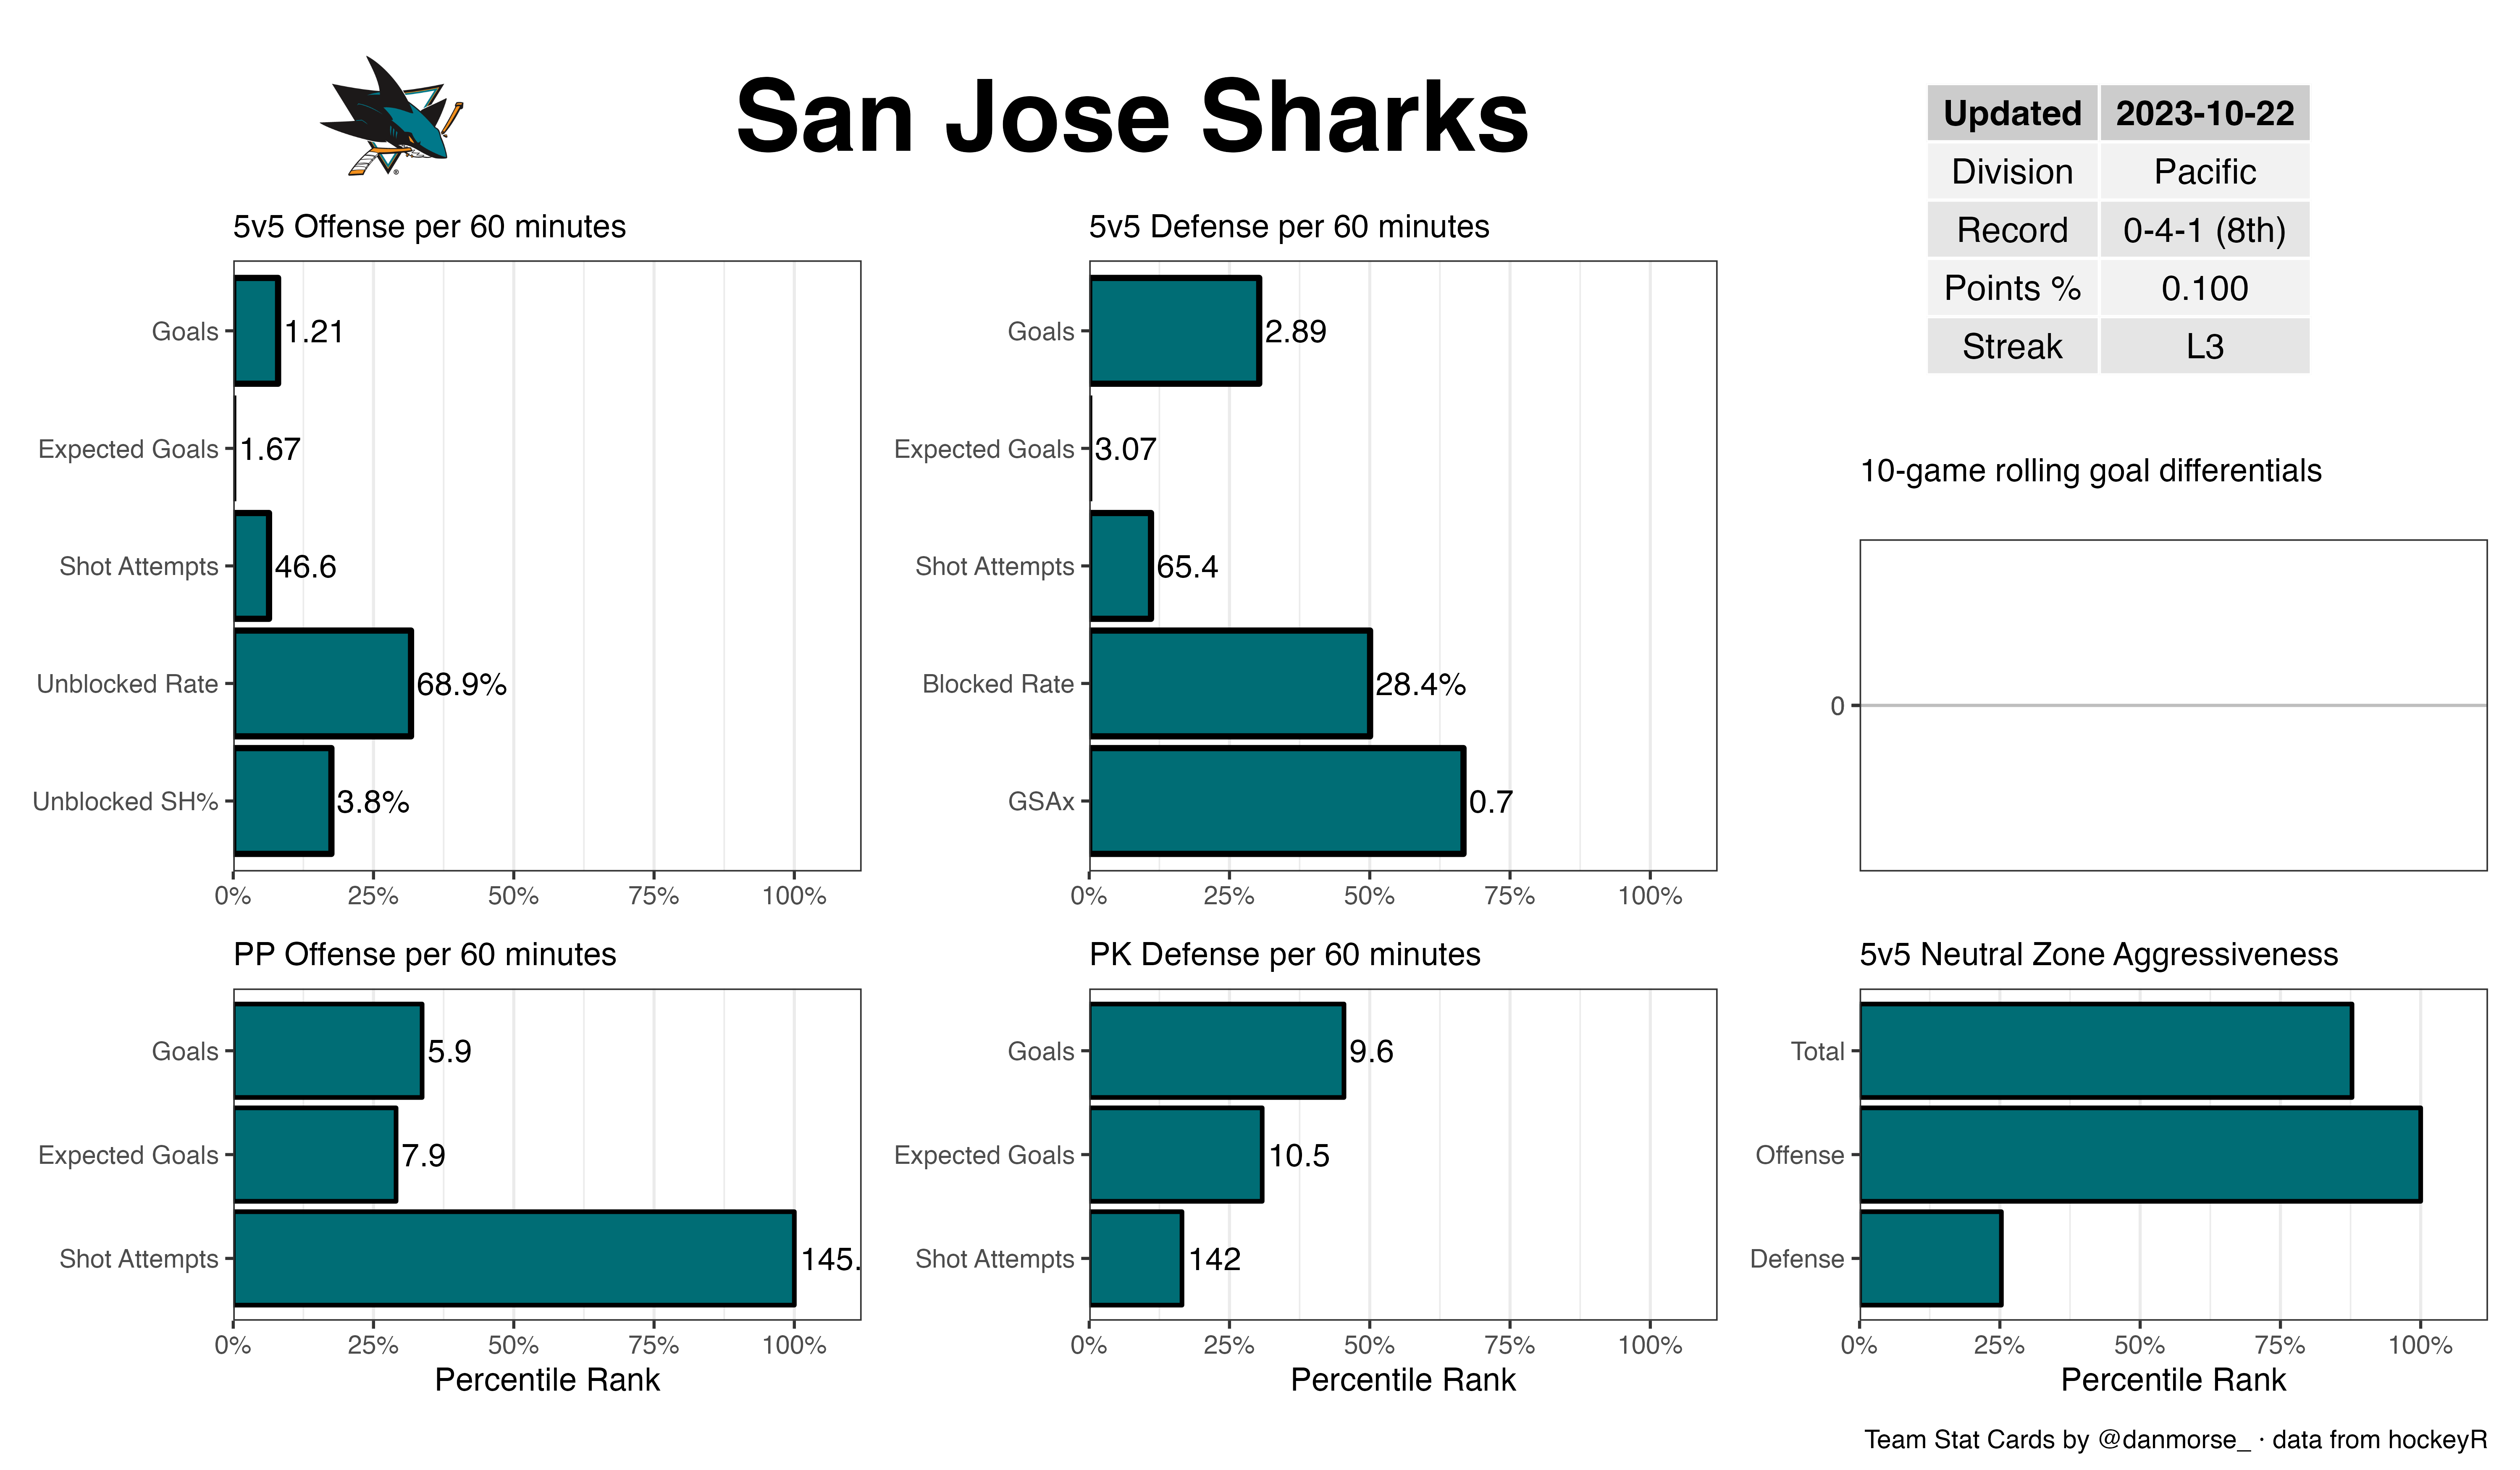 San Jose Sharks
Updated 2023-10-22
Division Pacific
Record 0-4-1 (8th)
Points % 0.100
Streak L3
5v5 Offense per 60 minutes
Goals 1.21
Expected Goals 1.67
Shot Attempts 46.6
Unblocked Rate 68.9%
Unblocked SH% 3.8%
0% 25% 50% 75% 100%
5v5 Defense per 60 minutes
Goals 2.89
Expected Goals 3.07
Shot Attempts 65.4
Blocked Rate 28.4%
GSAx 0.7
0% 25% 50% 75% 100%
10-game rolling goal differentials
0
PP Offense per 60 minutes
Goals 5.9
Expected Goals 7.9
Shot Attempts 145.
0% 25% 50% 75% 100%
Percentile Rank
PK Defense per 60 minutes
Goals 9.6
Expected Goals 10.5
Shot Attempts 142
0% 25% 50% 75% 100%
Percentile Rank
5v5 Neutral Zone Aggressiveness
Total
Offense
Defense
0% 25% 50% 75% 100%
Percentile Rank
Team Stat Cards by @danmorse_ · data from hockeyR